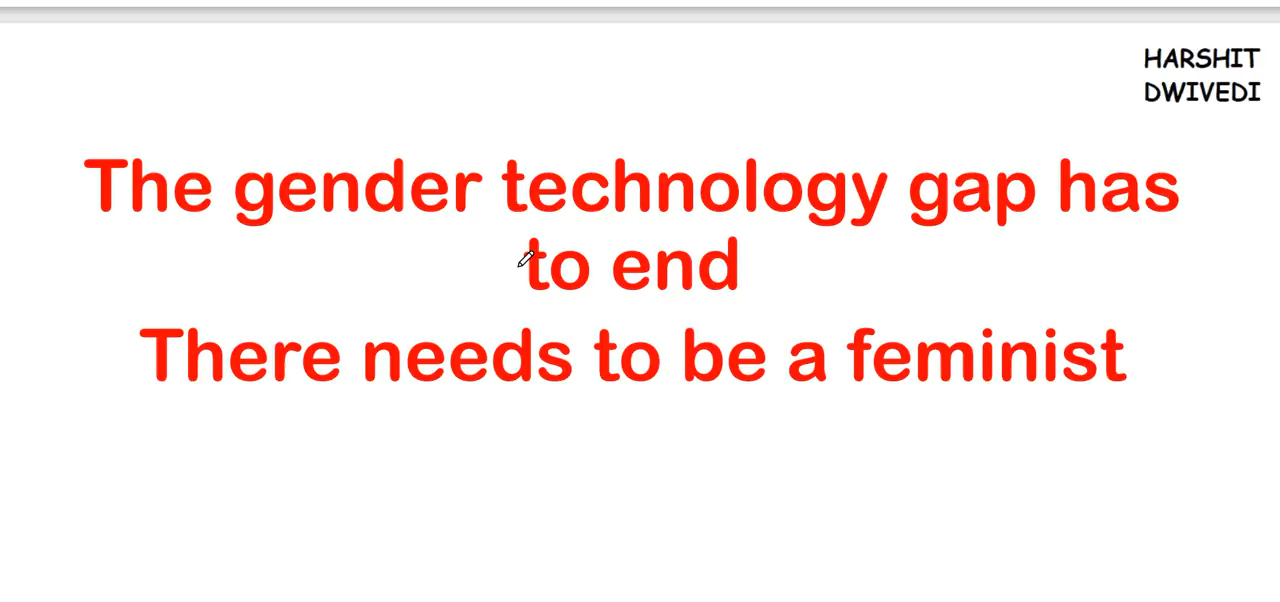 HARSHIT
DWIVEDI
The gender technology gap has
to end
There needs to be a feminist